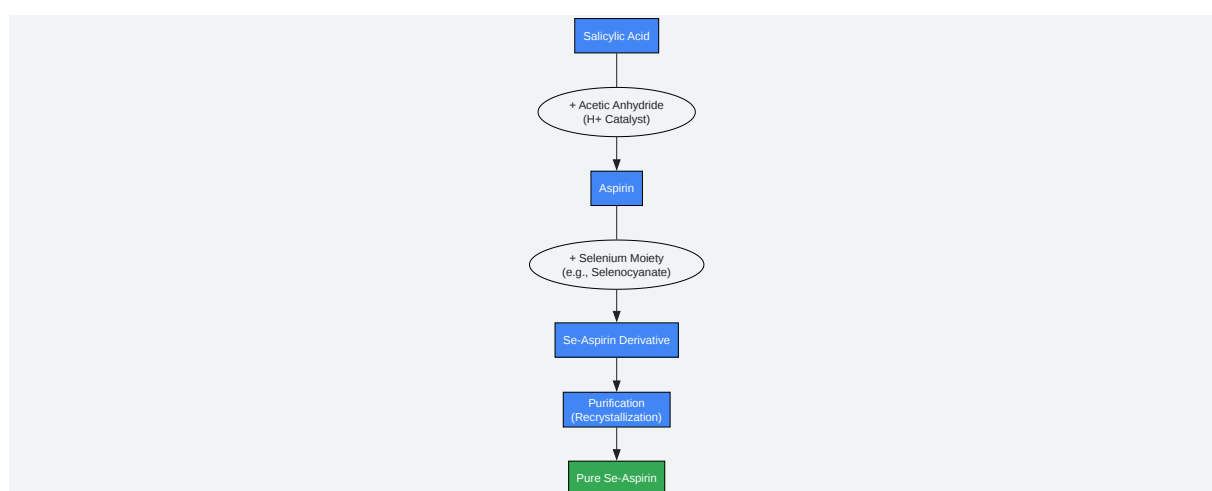 Salicylic Acid
+ Acetic Anhydride
(H+ Catalyst)
Aspirin
+ Selenium Moiety
(e.g., Selenocyanate)
Se-Aspirin Derivative
Purification
(Recrystallization)
Pure Se-Aspirin